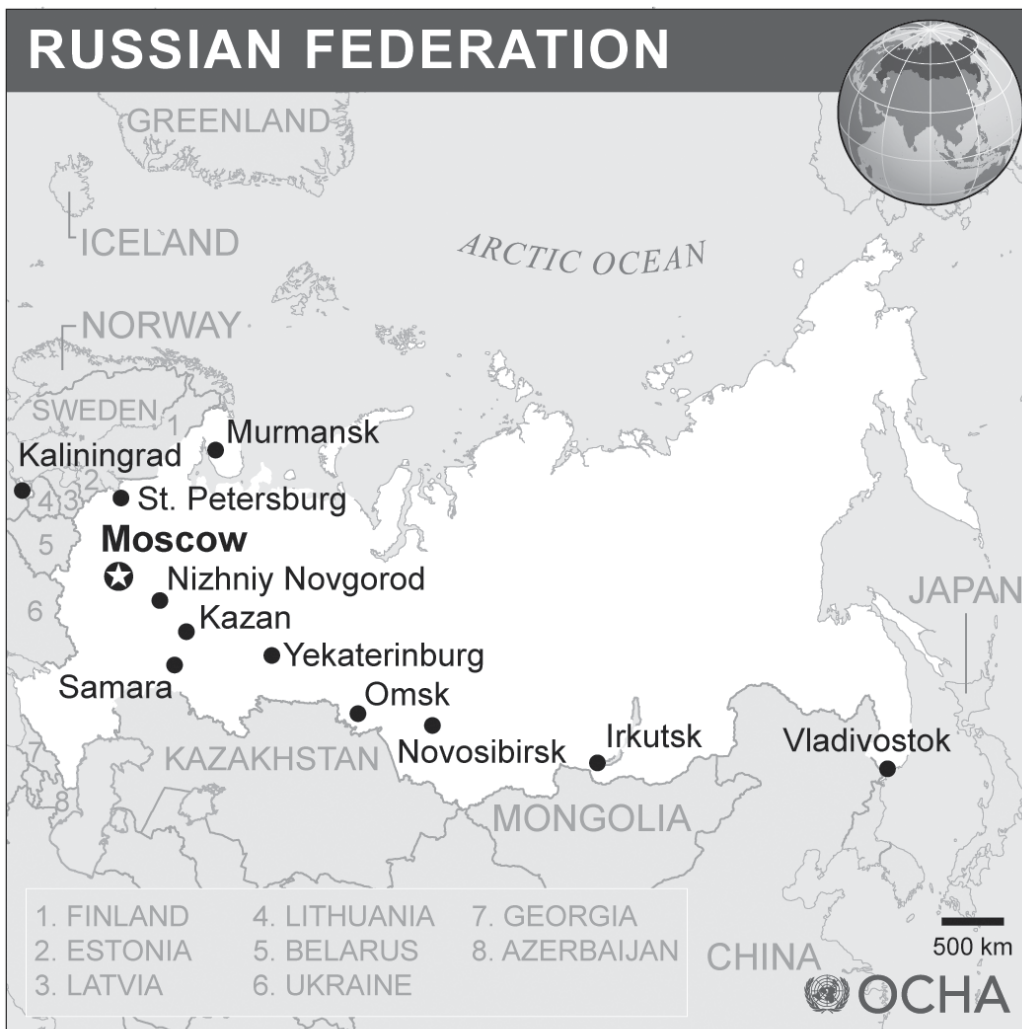 RUSSIAN FEDERATION
GREENLAND
ICELAND
ARCTIC OCEAN
NORWAY
SWEDEN
1
Murmansk
Kaliningrad
2
4
3
St. Petersburg
5
Moscow
Nizhniy Novgorod
JAPAN
6
Kazan
Yekaterinburg
Samara
Omsk
Irkutsk
Vladivostok
7
KAZAKHSTAN
Novosibirsk
8
MONGOLIA
1. FINLAND
2. ESTONIA
3. LATVIA
4. LITHUANIA
5. BELARUS
6. UKRAINE
7. GEORGIA
8. AZERBAIJAN
CHINA
500 km
OCHA